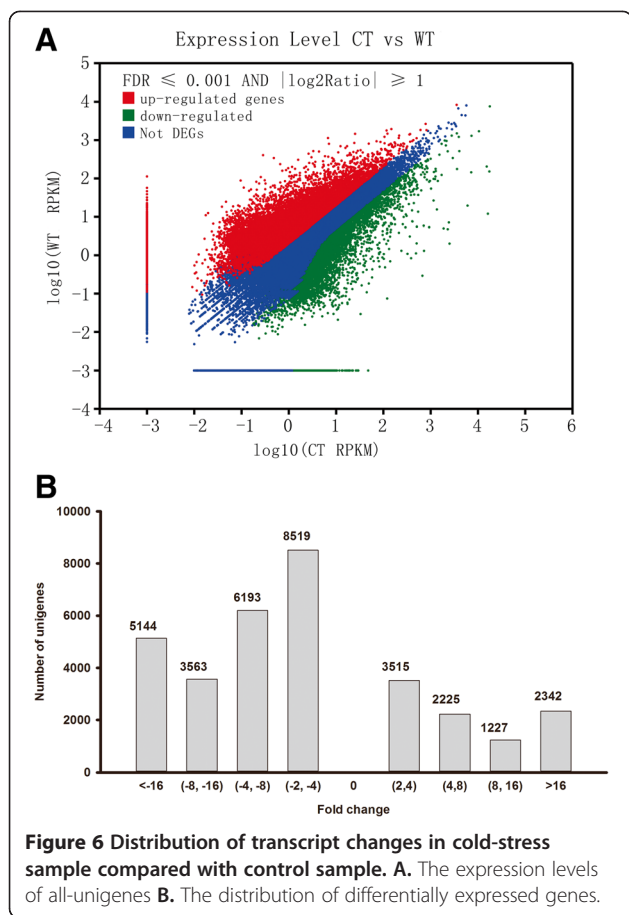 A
Expression Level CT vs WT
FDR ≤ 0.001 AND |log2Ratio| ≥ 1
up-regulated genes
down-regulated
Not DEGs
5
4
3
2
1
0
-1
-2
-3
-4
log10(WT RPKM)
-4 -3 -2 -1 0 1 2 3 4 5 6
log10(CT RPKM)
B
10000
8000
6000
4000
2000
0
Number of unigenes
5144
3563
6193
8519
3515
2225
1227
2342
<-16 (-8, -16) (-4, -8) (-2, -4) 0 (2,4) (4,8) (8, 16) >16
Fold change
Figure 6 Distribution of transcript changes in cold-stress
sample compared with control sample. A. The expression levels
of all-unigenes B. The distribution of differentially expressed genes.